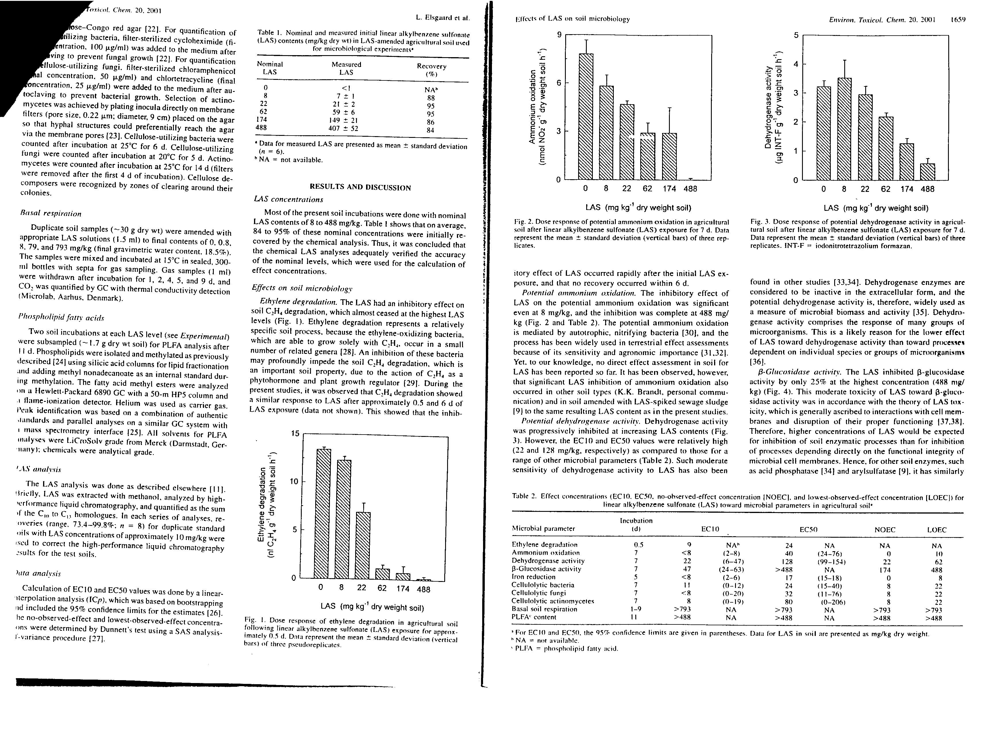 Toxicol. Chem. 20, 2001
L. Elsgaard et al.
ose–Congo red agar [22]. For quantification of
tilizing bacteria, filter-sterilized cycloheximide (fi-
entration, 100 μg/ml) was added to the medium after
ving to prevent fungal growth [22]. For quantification
ellulose-utilizing fungi, filter-sterilized chloramphenicol
nal concentration, 50 μg/ml) and chlortetracycline (final
concentration, 25 μg/ml) were added to the medium after au-
toclaving to prevent bacterial growth. Selection of actino-
mycetes was achieved by plating inocula directly on membrane
filters (pore size, 0.22 μm; diameter, 9 cm) placed on the agar
so that hyphal structures could preferentially reach the agar
via the membrane pores [23]. Cellulose-utilizing bacteria were
counted after incubation at 25°C for 6 d. Cellulose-utilizing
fungi were counted after incubation at 20°C for 5 d. Actino-
mycetes were counted after incubation at 25°C for 14 d (filters
were removed after the first 4 d of incubation). Cellulose de-
composers were recognized by zones of clearing around their
colonies.
Basal respiration
Duplicate soil samples (~30 g dry wt) were amended with
appropriate LAS solutions (1.5 ml) to final contents of 0, 0.8,
8, 79, and 793 mg/kg (final gravimetric water content, 18.5%).
The samples were mixed and incubated at 15°C in sealed, 300-
ml bottles with septa for gas sampling. Gas samples (1 ml)
were withdrawn after incubation for 1, 2, 4, 5, and 9 d, and
CO₂ was quantified by GC with thermal conductivity detection
(Microlab, Aarhus, Denmark).
Phospholipid fatty acids
Two soil incubations at each LAS level (see Experimental)
were subsampled (~1.7 g dry wt soil) for PLFA analysis after
11 d. Phospholipids were isolated and methylated as previously
described [24] using silicic acid columns for lipid fractionation
and adding methyl nonadecanoate as an internal standard dur-
ing methylation. The fatty acid methyl esters were analyzed
on a Hewlett-Packard 6890 GC with a 50-m HP5 column and
a flame-ionization detector. Helium was used as carrier gas.
Peak identification was based on a combination of authentic
standards and parallel analyses on a similar GC system with
a mass spectrometry interface [25]. All solvents for PLFA
analyses were LiCroSolv grade from Merck (Darmstadt, Ger-
many); chemicals were analytical grade.
LAS analysis
The LAS analysis was done as described elsewhere [11].
Briefly, LAS was extracted with methanol, analyzed by high-
performance liquid chromatography, and quantified as the sum
of the C₁₀ to C₁₃ homologues. In each series of analyses, re-
overies (range, 73.4–99.8%; n = 8) for duplicate standard
oils with LAS concentrations of approximately 10 mg/kg were
used to correct the high-performance liquid chromatography
esults for the test soils.
Data analysis
Calculation of EC10 and EC50 values was done by a linear-
nterpolation analysis (ICp), which was based on bootstrapping
nd included the 95% confidence limits for the estimates [26].
he no-observed-effect and lowest-observed-effect concentra-
ons were determined by Dunnett's test using a SAS analysis-
f-variance procedure [27].
Table 1. Nominal and measured initial linear alkylbenzene sulfonate
(LAS) contents (mg/kg dry wt) in LAS-amended agricultural soil used
for microbiological experimentsᵃ
Nominal LAS Measured LAS Recovery (%)
0 <1 NAᵇ
8 7 ± 1 88
22 21 ± 2 95
62 59 ± 6 95
174 149 ± 21 86
488 407 ± 52 84
ᵃ Data for measured LAS are presented as mean ± standard deviation
(n = 6).
ᵇ NA = not available.
RESULTS AND DISCUSSION
LAS concentrations
Most of the present soil incubations were done with nominal
LAS contents of 8 to 488 mg/kg. Table 1 shows that on average,
84 to 95% of these nominal concentrations were initially re-
covered by the chemical analysis. Thus, it was concluded that
the chemical LAS analyses adequately verified the accuracy
of the nominal levels, which were used for the calculation of
effect concentrations.
Effects on soil microbiology
Ethylene degradation. The LAS had an inhibitory effect on
soil C₂H₄ degradation, which almost ceased at the highest LAS
levels (Fig. 1). Ethylene degradation represents a relatively
specific soil process, because the ethylene-oxidizing bacteria,
which are able to grow solely with C₂H₄, occur in a small
number of related genera [28]. An inhibition of these bacteria
may profoundly impede the soil C₂H₄ degradation, which is
an important soil property, due to the action of C₂H₄ as a
phytohormone and plant growth regulator [29]. During the
present studies, it was observed that C₂H₄ degradation showed
a similar response to LAS after approximately 0.5 and 6 d of
LAS exposure (data not shown). This showed that the inhib-
Ethylene degradation
(nl C₂H₄ g⁻¹ dry weight soil h⁻¹)
15
10
5
0
0 8 22 62 174 488
LAS (mg kg⁻¹ dry weight soil)
Fig. 1. Dose response of ethylene degradation in agricultural soil
following linear alkylbenzene sulfonate (LAS) exposure for approx-
imately 0.5 d. Data represent the mean ± standard deviation (vertical
bars) of three pseudoreplicates.
Effects of LAS on soil microbiology
Environ. Toxicol. Chem. 20, 2001 1659
Ammonium oxidation
(nmol NO₂⁻ g⁻¹ dry weight soil h⁻¹)
9
6
3
0
0 8 22 62 174 488
LAS (mg kg⁻¹ dry weight soil)
Fig. 2. Dose response of potential ammonium oxidation in agricultural
soil after linear alkylbenzene sulfonate (LAS) exposure for 7 d. Data
represent the mean ± standard deviation (vertical bars) of three rep-
licates.
itory effect of LAS occurred rapidly after the initial LAS ex-
posure, and that no recovery occurred within 6 d.
Potential ammonium oxidation. The inhibitory effect of
LAS on the potential ammonium oxidation was significant
even at 8 mg/kg, and the inhibition was complete at 488 mg/
kg (Fig. 2 and Table 2). The potential ammonium oxidation
is mediated by autotrophic, nitrifying bacteria [30], and the
process has been widely used in terrestrial effect assessments
because of its sensitivity and agronomic importance [31,32].
Yet, to our knowledge, no direct effect assessment in soil for
LAS has been reported so far. It has been observed, however,
that significant LAS inhibition of ammonium oxidation also
occurred in other soil types (K.K. Brandt, personal commu-
nication) and in soil amended with LAS-spiked sewage sludge
[9] to the same resulting LAS content as in the present studies.
Potential dehydrogenase activity. Dehydrogenase activity
was progressively inhibited at increasing LAS contents (Fig.
3). However, the EC10 and EC50 values were relatively high
(22 and 128 mg/kg, respectively) as compared to those for a
range of other microbial parameters (Table 2). Such moderate
sensitivity of dehydrogenase activity to LAS has also been
Dehydrogenase activity
(μg INT-F g⁻¹ dry weight soil h⁻¹)
5
4
3
2
1
0
0 8 22 62 174 488
LAS (mg kg⁻¹ dry weight soil)
Fig. 3. Dose response of potential dehydrogenase activity in agricul-
tural soil after linear alkylbenzene sulfonate (LAS) exposure for 7 d.
Data represent the mean ± standard deviation (vertical bars) of three
replicates. INT-F = iodonitrotetrazolium formazan.
found in other studies [33,34]. Dehydrogenase enzymes are
considered to be inactive in the extracellular form, and the
potential dehydrogenase activity is, therefore, widely used as
a measure of microbial biomass and activity [35]. Dehydro-
genase activity comprises the response of many groups of
microorganisms. This is a likely reason for the lower effect
of LAS toward dehydrogenase activity than toward processes
dependent on individual species or groups of microorganisms
[36].
β-Glucosidase activity. The LAS inhibited β-glucosidase
activity by only 25% at the highest concentration (488 mg/
kg) (Fig. 4). This moderate toxicity of LAS toward β-gluco-
sidase activity was in accordance with the theory of LAS tox-
icity, which is generally ascribed to interactions with cell mem-
branes and disruption of their proper functioning [37,38].
Therefore, higher concentrations of LAS would be expected
for inhibition of soil enzymatic processes than for inhibition
of processes depending directly on the functional integrity of
microbial cell membranes. Hence, for other soil enzymes, such
as acid phosphatase [34] and arylsulfatase [9], it has similarly
Table 2. Effect concentrations (EC10, EC50, no-observed-effect concentration [NOEC], and lowest-observed-effect concentration [LOEC]) for
linear alkylbenzene sulfonate (LAS) toward microbial parameters in agricultural soilᵃ
Microbial parameter Incubation (d) EC10 EC50 NOEC LOEC
Ethylene degradation 0.5 9 NAᵇ 24 NA NA NA
Ammonium oxidation 7 <8 (2–8) 40 (24–76) 0 10
Dehydrogenase activity 7 22 (6–47) 128 (99–154) 22 62
β-Glucosidase activity 7 47 (24–63) >488 NA 174 488
Iron reduction 5 <8 (2–6) 17 (15–18) 0 8
Cellulolytic bacteria 7 11 (0–12) 24 (15–40) 8 22
Cellulolytic fungi 7 <8 (0–20) 32 (11–76) 8 22
Cellulolytic actinomycetes 7 8 (0–19) 80 (0–206) 8 22
Basal soil respiration 1–9 >793 NA >793 NA >793 >793
PLFAᶜ content 11 >488 NA >488 NA >488 >488
ᵃ For EC10 and EC50, the 95% confidence limits are given in parentheses. Data for LAS in soil are presented as mg/kg dry weight.
ᵇ NA = not available.
ᶜ PLFA = phospholipid fatty acid.